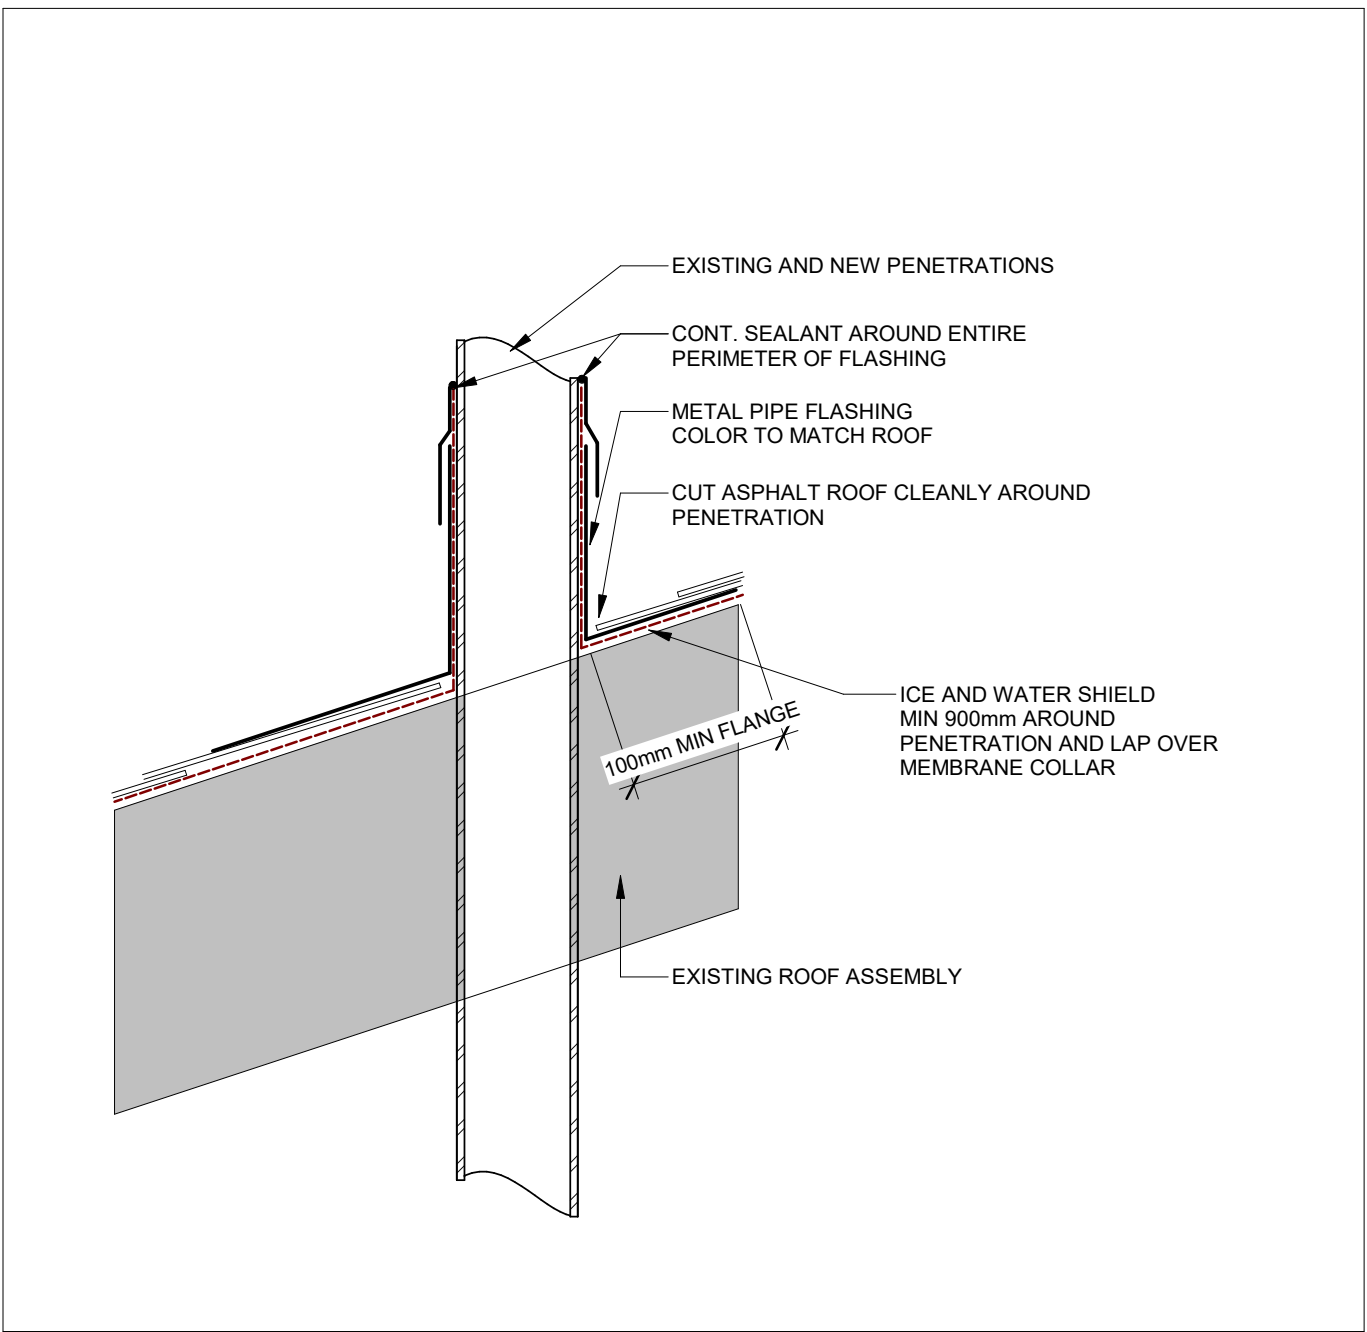 EXISTING AND NEW PENETRATIONS
CONT. SEALANT AROUND ENTIRE
PERIMETER OF FLASHING
METAL PIPE FLASHING
COLOR TO MATCH ROOF
CUT ASPHALT ROOF CLEANLY AROUND
PENETRATION
ICE AND WATER SHIELD
MIN 900mm AROUND
PENETRATION AND LAP OVER
MEMBRANE COLLAR
100mm MIN FLANGE
EXISTING ROOF ASSEMBLY